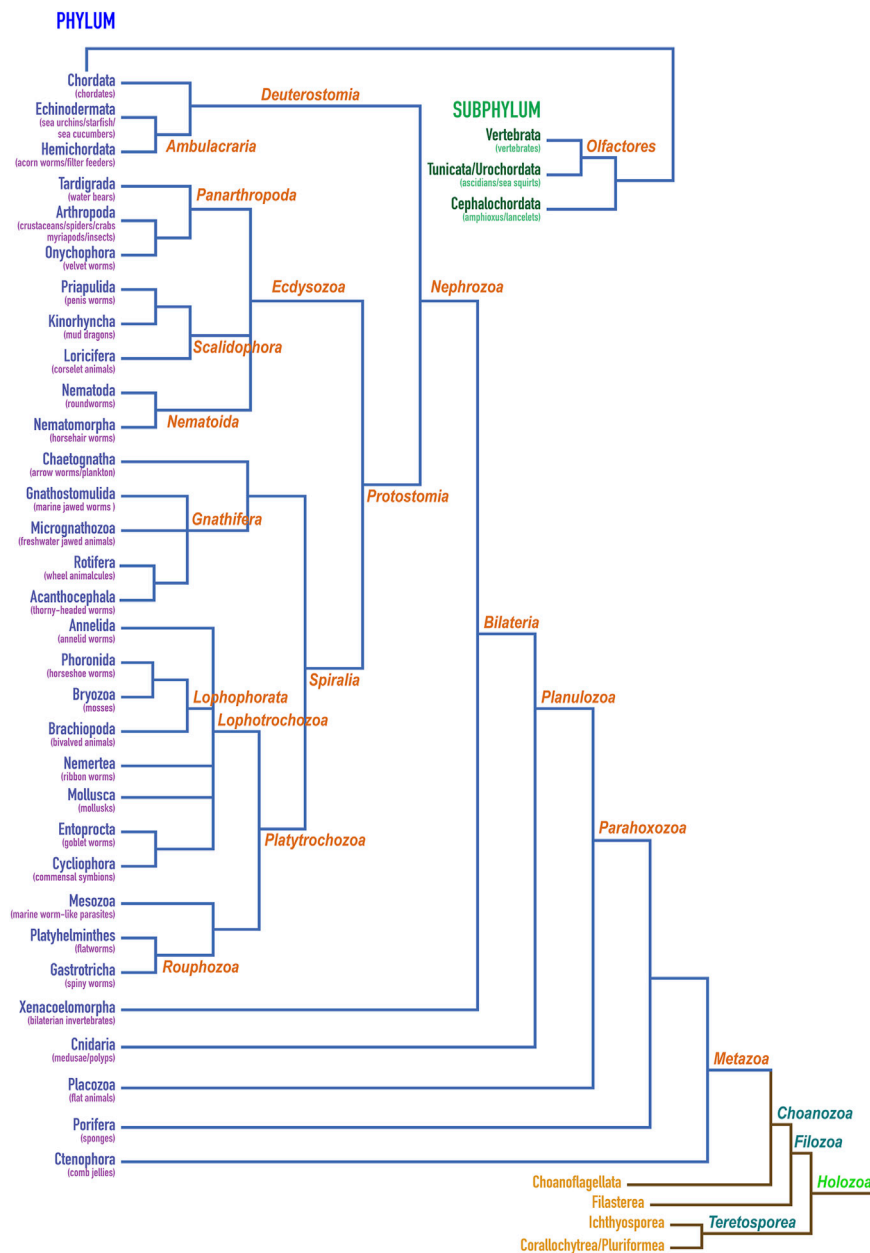 PHYLUM
Chordata
(chordates)
Deuterostomia
Echinodermata
(sea urchins/starfish/
sea cucumbers)
Hemichordata
(acorn worms/filter feeders)
Ambulacraria
SUBPHYLUM
Vertebrata
(vertebrates)
Olfactores
Tunicata/Urochordata
(ascidians/sea squirts)
Cephalochordata
(amphioxus/lancelets)
Tardigrada
(water bears)
Panarthropoda
Arthropoda
(crustaceans/spiders/crabs
myriapods/insects)
Onychophora
(velvet worms)
Priapulida
(penis worms)
Ecdysozoa
Nephrozoa
Kinorhyncha
(mud dragons)
Scalidophora
Loricifera
(corselet animals)
Nematoda
(roundworms)
Nematomorpha
(horsehair worms)
Nematoida
Chaetognatha
(arrow worms/plankton)
Protostomia
Gnathostomulida
(marine jawed worms )
Gnathifera
Micrognathozoa
(freshwater jawed animals)
Rotifera
(wheel animalcules)
Acanthocephala
(thorny-headed worms)
Annelida
(annelid worms)
Bilateria
Phoronida
(horseshoe worms)
Spiralia
Bryozoa
(mosses)
Lophophorata
Planulozoa
Lophotrochozoa
Brachiopoda
(bivalved animals)
Nemertea
(ribbon worms)
Mollusca
(mollusks)
Entoprocta
(goblet worms)
Platytrochozoa
Parahoxozoa
Cycliophora
(commensal symbions)
Mesozoa
(marine worm-like parasites)
Platyhelminthes
(flatworms)
Gastrotricha
(spiny worms)
Rouphozoa
Xenacoelomorpha
(bilaterian invertebrates)
Cnidaria
(medusae/polyps)
Metazoa
Placozoa
(flat animals)
Porifera
(sponges)
Choanozoa
Filozoa
Ctenophora
(comb jellies)
Choanoflagellata
Holozoa
Filasterea
Ichthyosporea
Teretosporea
Corallochytrea/Pluriformea